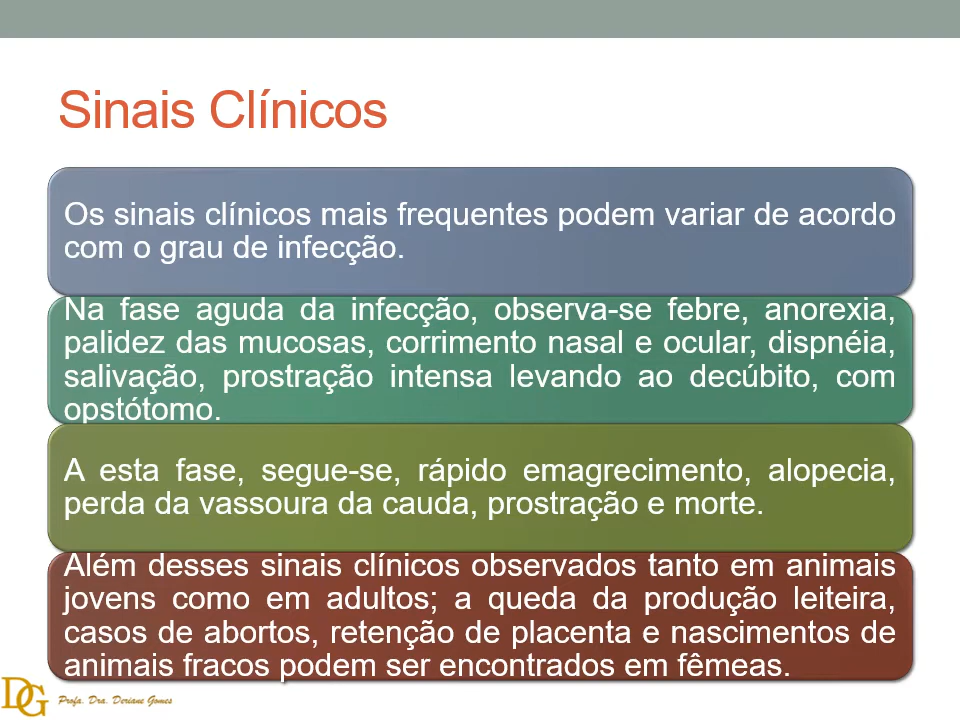 Sinais Clínicos
Os sinais clínicos mais frequentes podem variar de acordo
com o grau de infecção.
Na fase aguda da infecção, observa-se febre, anorexia,
palidez das mucosas, corrimento nasal e ocular, dispnéia,
salivação, prostração intensa levando ao decúbito, com
opstótomo.
A esta fase, segue-se, rápido emagrecimento, alopecia,
perda da vassoura da cauda, prostração e morte.
Além desses sinais clínicos observados tanto em animais
jovens como em adultos; a queda da produção leiteira,
casos de abortos, retenção de placenta e nascimentos de
animais fracos podem ser encontrados em fêmeas.
DG Profa. Dra. Deriane Gomes